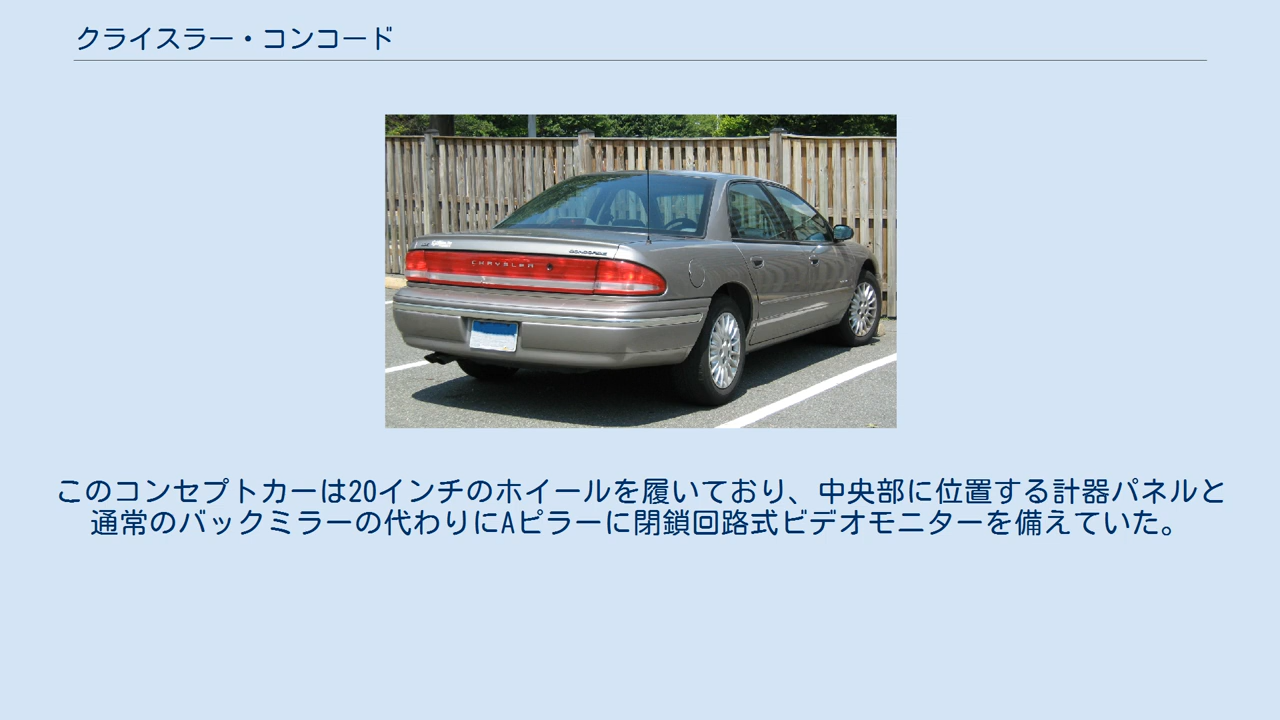 クライスラー・コンコード
CHRYSLER
このコンセプトカーは20インチのホイールを履いており、中央部に位置する計器パネルと
通常のバックミラーの代わりにAピラーに閉鎖回路式ビデオモニターを備えていた。